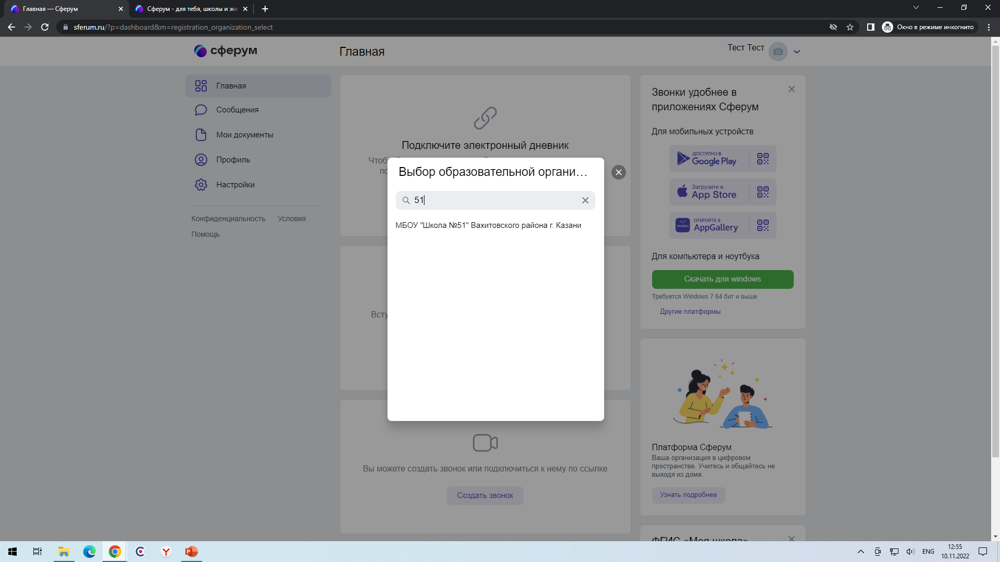 Главная — Сферум
Сферум - для тебя, школы и жи
sferum.ru/?p=dashboard&m=registration_organization_select
Окно в режиме инкогнито
сферум
Главная
Тест Тест
Главная
Сообщения
Мои документы
Профиль
Настройки
Конфиденциальность Условия
Помощь
Подключите электронный дневник
Выбор образовательной органи…
51
МБОУ "Школа №51" Вахитовского района г. Казани
Вы можете создать звонок или подключиться к нему по ссылке
Создать звонок
Звонки удобнее в
приложениях Сферум
Для мобильных устройств
ДОСТУПНО В
Google Play
Загрузите в
App Store
ОТКРОЙТЕ В
AppGallery
HUAWEI
Для компьютера и ноутбука
Скачать для windows
Требуется Windows 7 64 бит и выше
Другие платформы
Платформа Сферум
Ваша организация в цифровом
пространстве. Учитесь и общайтесь не
выходя из дома.
Узнать подробнее
ФГИС «Моя школа»
ENG
12:55
10.11.2022